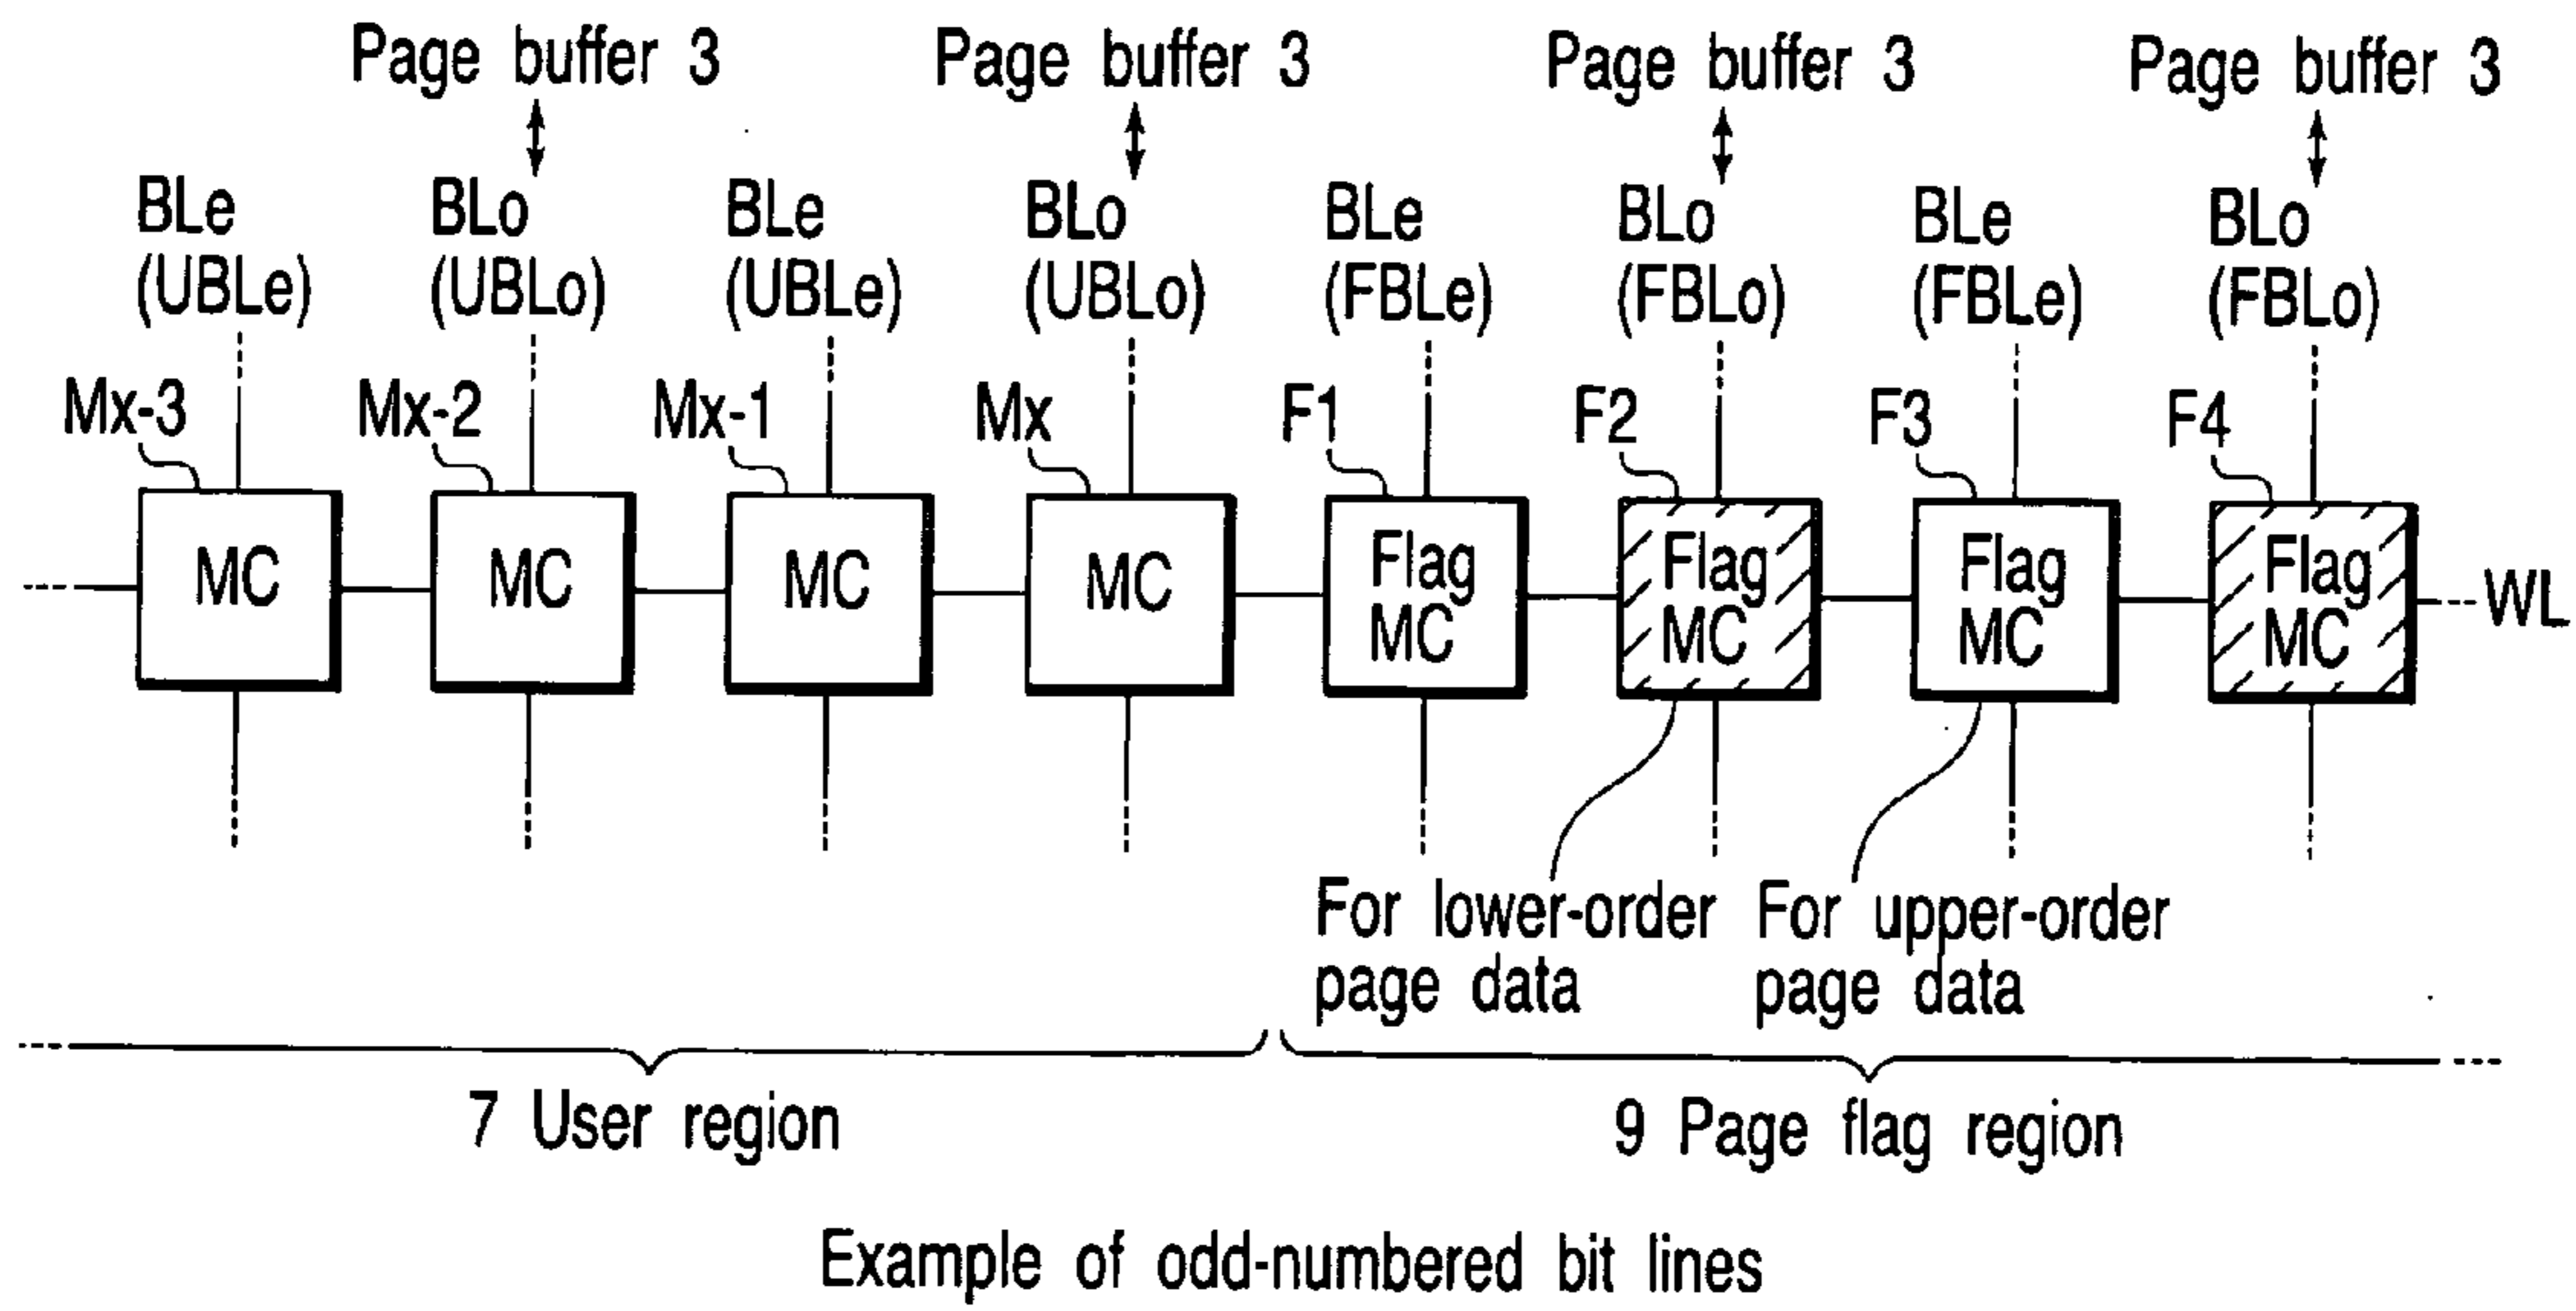 Page buffer 3 Page buffer 3 Page buffer 3 Page buffer 3
BLe BLo BLe BLo BLe BLo BLe BLo
(UBLe) (UBLo) (UBLe) (UBLo) (FBLe) (FBLo) (FBLe) (FBLo)
Mx-3 Mx-2 Mx-1 Mx F1 F2 F3 F4
MC MC MC MC Flag MC Flag MC Flag MC Flag MC
WL
For lower-order
page data
For upper-order
page data
7 User region
9 Page flag region
Example of odd-numbered bit lines